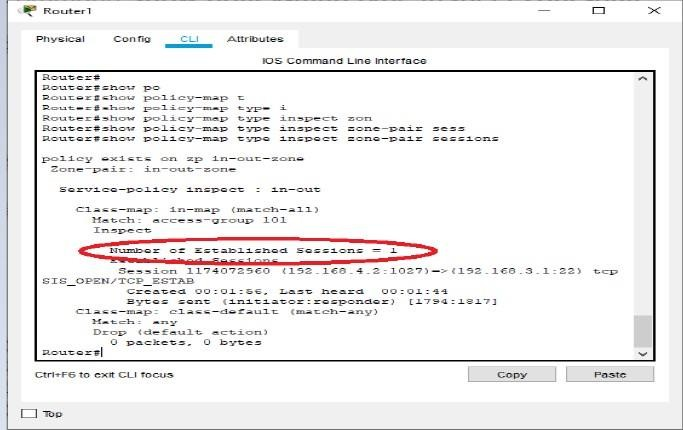 Router1
Physical Config CLI Attributes
IOS Command Line Interface
Router#
Router#show po
Router#show policy-map t
Router#show policy-map type i
Router#show policy-map type inspect zon
Router#show policy-map type inspect zone-pair sess
Router#show policy-map type inspect zone-pair sessions
policy exists on zp in-out-zone
Zone-pair: in-out-zone
Service-policy inspect : in-out
Class-map: in-map (match-all)
Match: access-group 101
Inspect
Number of Established Sessions = 1
Established Sessions
Session 1174072960 (192.168.4.2:1027)=>(192.168.3.1:22) tcp
SIS_OPEN/TCP_ESTAB
Created 00:01:56, Last heard 00:01:44
Bytes sent (initiator:responder) [1794:1817]
Class-map: class-default (match-any)
Match: any
Drop (default action)
0 packets, 0 bytes
Router#
Ctrl+F6 to exit CLI focus
Copy Paste
Top